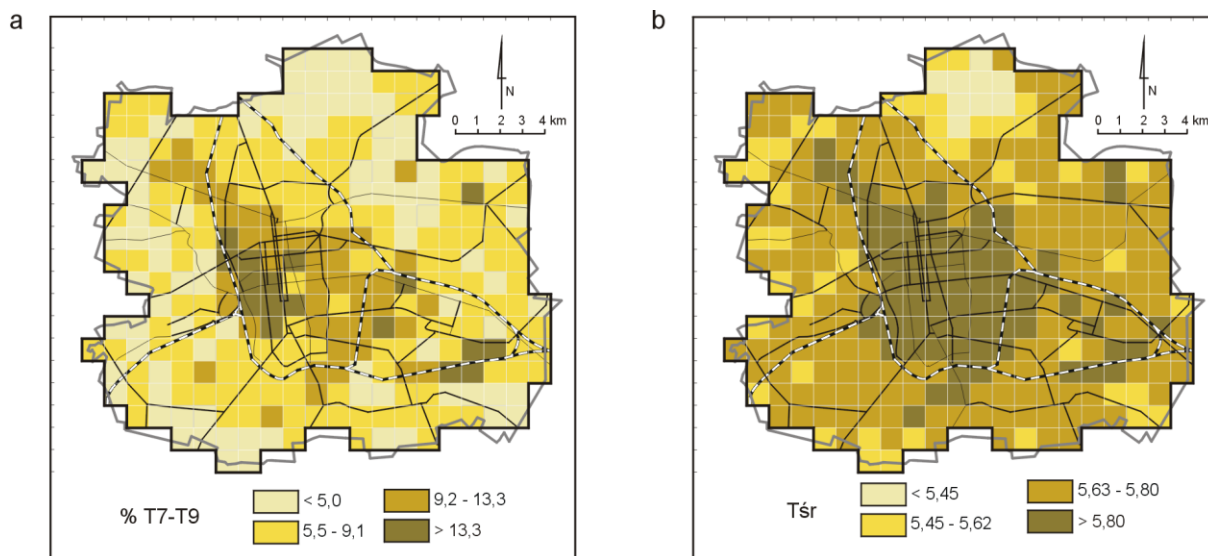 a
N
0 1 2 3 4 km
% T7-T9
< 5,0
5,5 - 9,1
9,2 - 13,3
> 13,3
b
N
0 1 2 3 4 km
Tśr
< 5,45
5,45 - 5,62
5,63 - 5,80
> 5,80